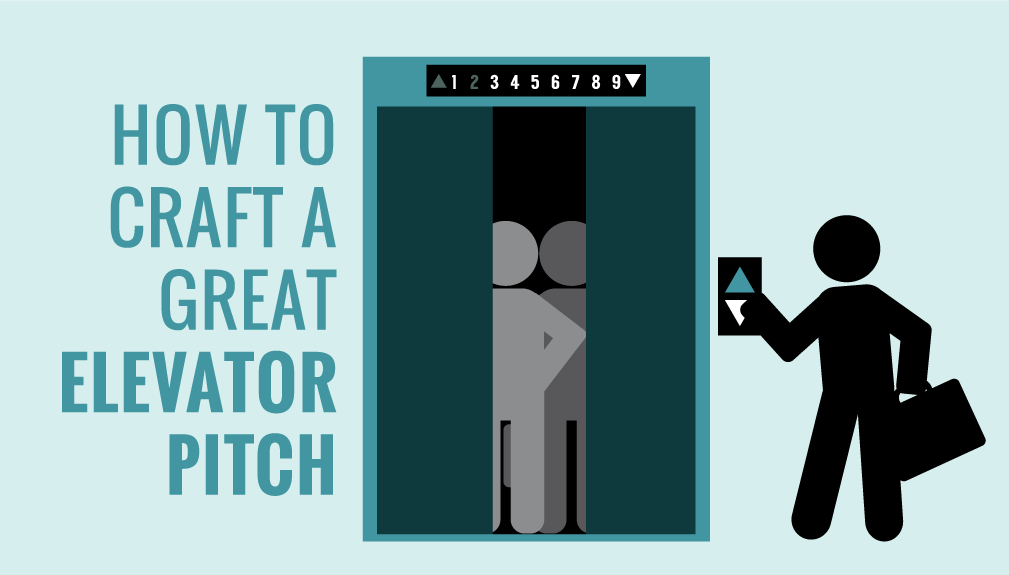 HOW TO
CRAFT A
GREAT
ELEVATOR
PITCH
▲1 2 3 4 5 6 7 8 9▼